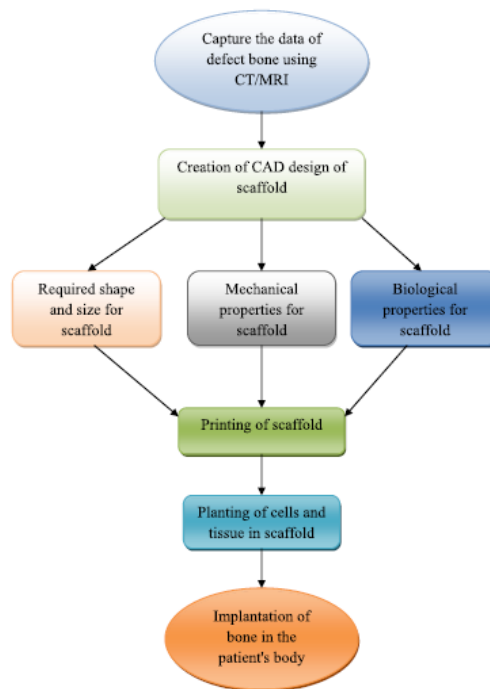 Capture the data of
defect bone using
CT/MRI
Creation of CAD design of
scaffold
Required shape
and size for
scaffold
Mechanical
properties for
scaffold
Biological
properties for
scaffold
Printing of scaffold
Planting of cells and
tissue in scaffold
Implantation of
bone in the
patient's body